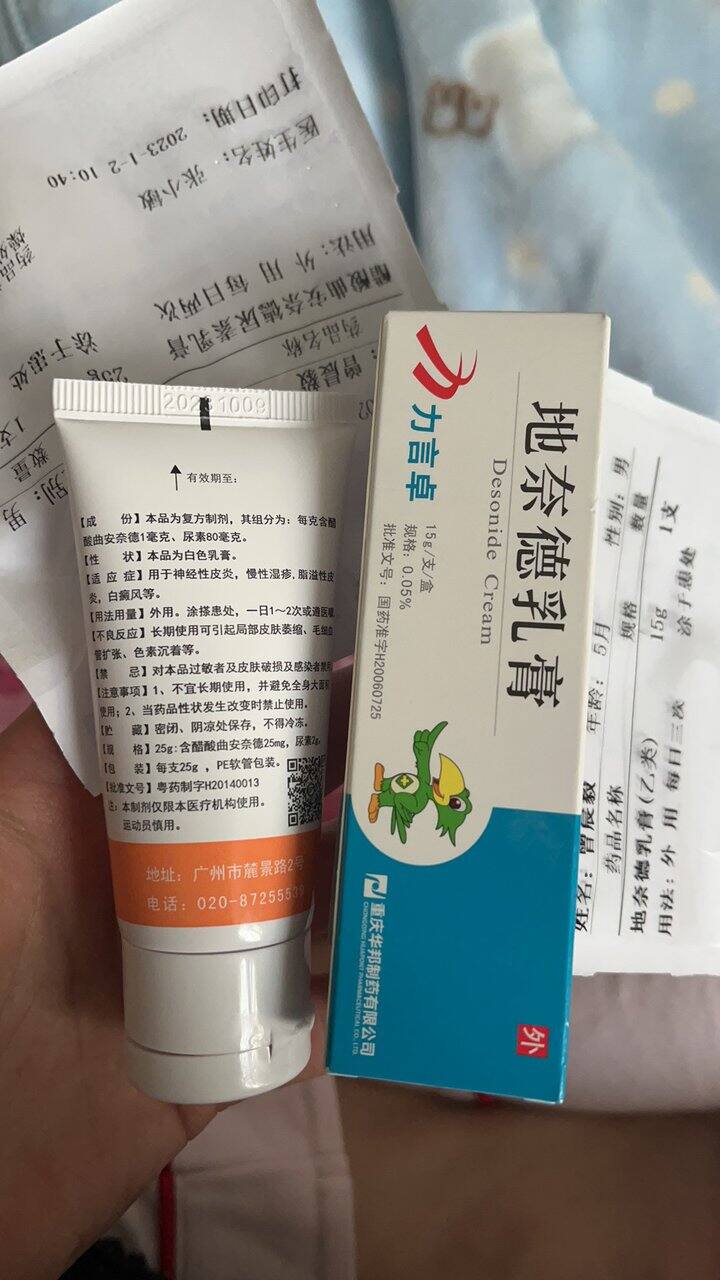 打印日期： 2023-1-2 10:40
医生姓名： 张小敏
用法：外 用 每日两次 涂于患处
醋酸曲安奈德尿素乳膏 25g 1支
药品名称
数量
别：男
有效期至：
【成 份】本品为复方制剂，其组分为：每克含醋
酸曲安奈德1毫克、尿素80毫克。
【性 状】本品为白色乳膏。
【适 应 症】用于神经性皮炎，慢性湿疹，脂溢性皮
炎，白癜风等。
【用法用量】外用。涂搽患处，一日1～2次或遵医嘱
【不良反应】长期使用可引起局部皮肤萎缩、毛细血
管扩张、色素沉着等。
【禁 忌】对本品过敏者及皮肤破损及感染者禁用
【注意事项】1、不宜长期使用，并避免全身大面积
使用；2、当药品性状发生改变时禁止使用。
【贮 藏】密闭、阴凉处保存，不得冷冻。
【规 格】25g：含醋酸曲安奈德25mg，尿素2g。
【包 装】每支25g ，PE软管包装。
【批准文号】粤药制字H20140013
注：本制剂仅限本医疗机构使用。
运动员慎用。
地址：广州市麓景路2号
电话：020-87255539
力言卓
地奈德乳膏
Desonide Cream
15g/支/盒
规格：0.05%
批准文号：国药准字H20060725
重庆华邦制药有限公司
CHONGQING HUAPONT PHARMACEUTICAL CO., LTD.
外
姓名：曾宸毅 年龄：5月 性别：男
药品名称 规格 数量
地奈德乳膏(乙类) 15g 1支
用法：外 用 每日三次 涂于患处